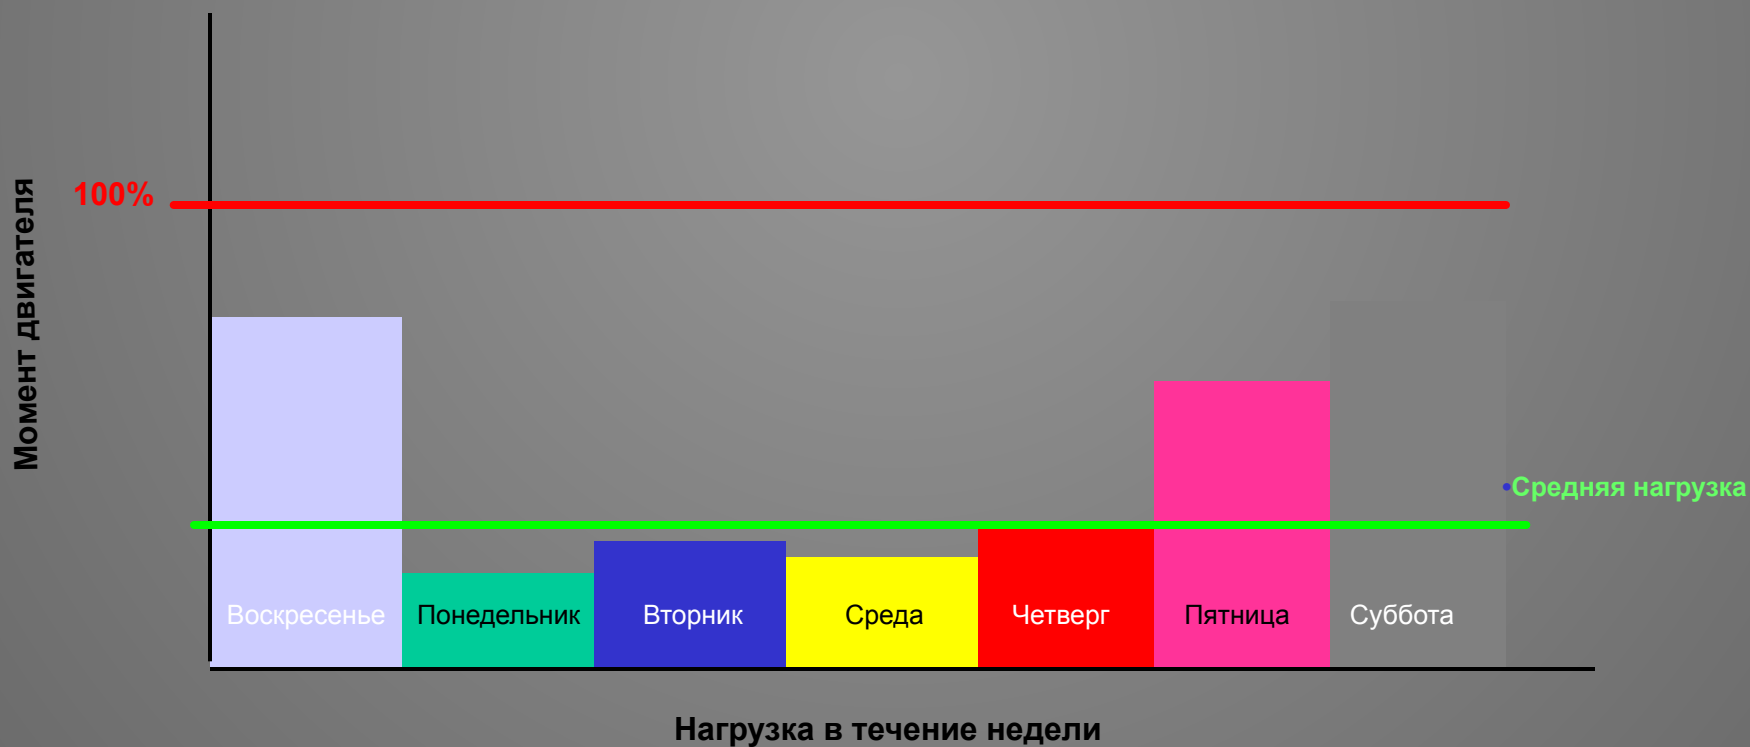 Момент двигателя
100%
•Средняя нагрузка
Воскресенье Понедельник Вторник Среда Четверг Пятница Суббота
Нагрузка в течение недели